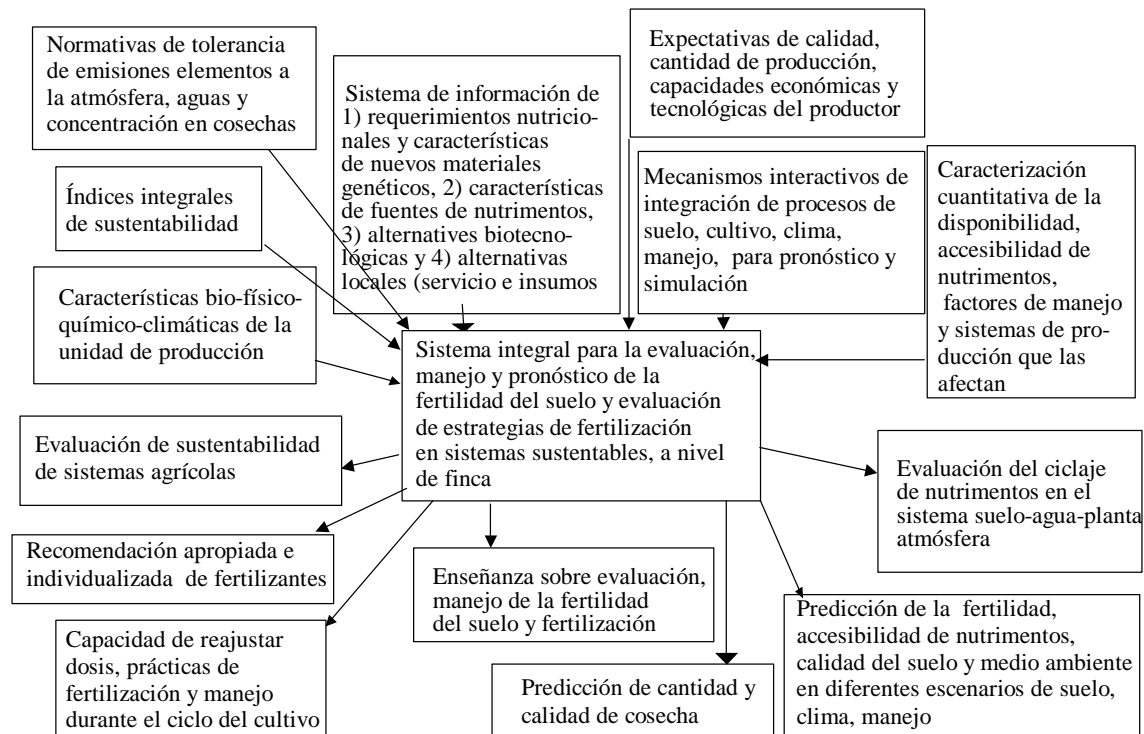 Normativas de tolerancia
de emisiones elementos a
la atmósfera, aguas y
concentración en cosechas
Sistema de información de
1) requerimientos nutricio-
nales y características
de nuevos materiales
genéticos, 2) características
de fuentes de nutrimentos,
3) alternatives biotecno-
lógicas y 4) alternativas
locales (servicio e insumos
Expectativas de calidad,
cantidad de producción,
capacidades económicas y
tecnológicas del productor
Índices integrales
de sustentabilidad
Mecanismos interactivos de
integración de procesos de
suelo, cultivo, clima,
manejo, para pronóstico y
simulación
Caracterización
cuantitativa de la
disponibilidad,
accesibilidad de
nutrimentos,
factores de manejo
y sistemas de pro-
ducción que las
afectan
Características bio-físico-
químico-climáticas de la
unidad de producción
Sistema integral para la evaluación,
manejo y pronóstico de la
fertilidad del suelo y evaluación
de estrategias de fertilización
en sistemas sustentables, a nivel
de finca
Evaluación de sustentabilidad
de sistemas agrícolas
Evaluación del ciclaje
de nutrimentos en el
sistema suelo-agua-planta
atmósfera
Recomendación apropiada e
individualizada de fertilizantes
Enseñanza sobre evaluación,
manejo de la fertilidad
del suelo y fertilización
Predicción de la fertilidad,
accesibilidad de nutrimentos,
calidad del suelo y medio ambiente
en diferentes escenarios de suelo,
clima, manejo
Capacidad de reajustar
dosis, prácticas de
fertilización y manejo
durante el ciclo del cultivo
Predicción de cantidad y
calidad de cosecha